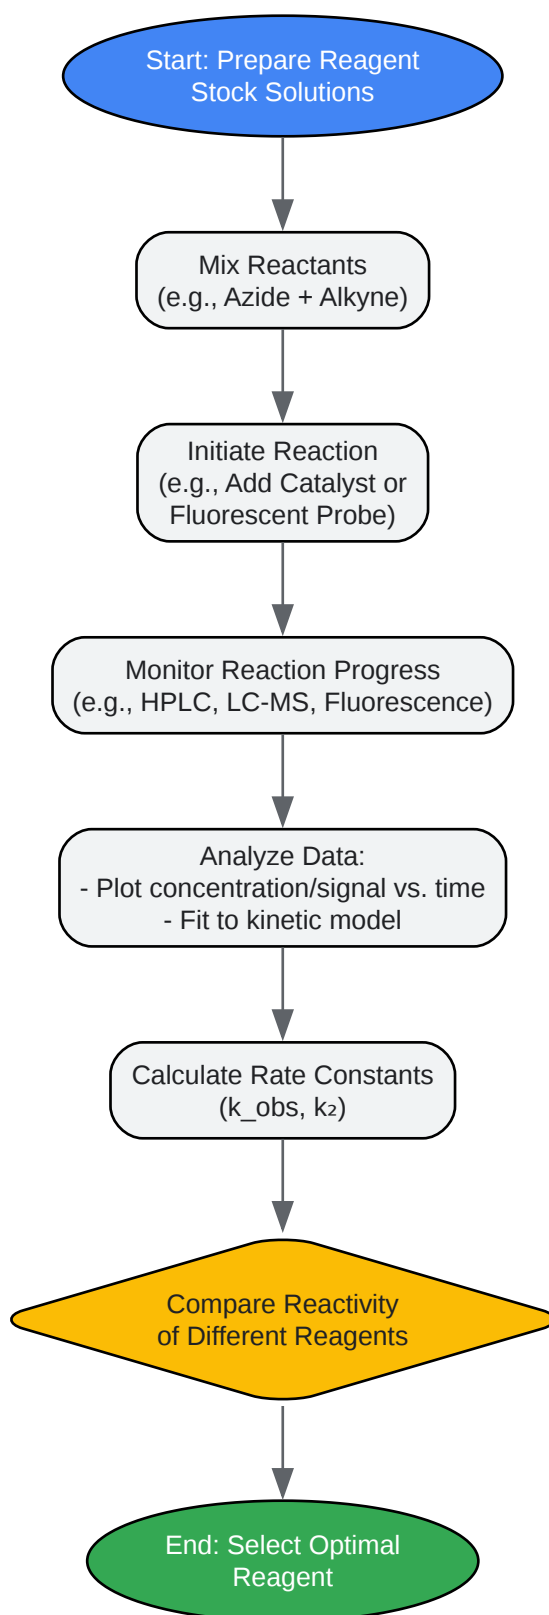 Start: Prepare Reagent
Stock Solutions
Mix Reactants
(e.g., Azide + Alkyne)
Initiate Reaction
(e.g., Add Catalyst or
Fluorescent Probe)
Monitor Reaction Progress
(e.g., HPLC, LC-MS, Fluorescence)
Analyze Data:
- Plot concentration/signal vs. time
- Fit to kinetic model
Calculate Rate Constants
(k_obs, k₂)
Compare Reactivity
of Different Reagents
End: Select Optimal
Reagent